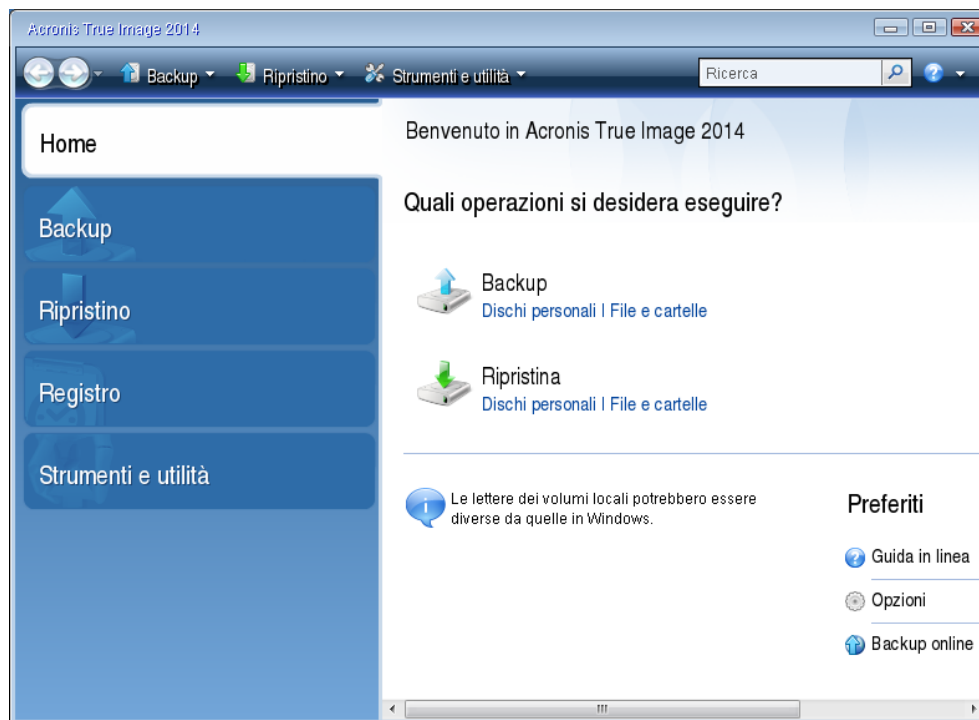 Acronis True Image 2014
Backup
Ripristino
Strumenti e utilità
Ricerca
Home
Backup
Ripristino
Registro
Strumenti e utilità
Benvenuto in Acronis True Image 2014
Quali operazioni si desidera eseguire?
Backup
Dischi personali | File e cartelle
Ripristina
Dischi personali | File e cartelle
Le lettere dei volumi locali potrebbero essere
diverse da quelle in Windows.
Preferiti
Guida in linea
Opzioni
Backup online